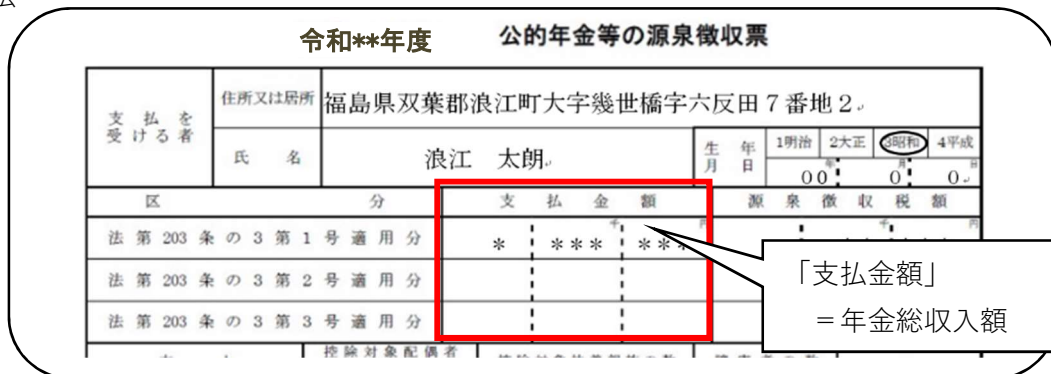 令和**年度 公的年金等の源泉徴収票
支払を受ける者
住所又は居所 福島県双葉郡浪江町大字幾世橋字六反田7番地2
氏名 浪江 太朗
生年月日 1明治 2大正 3昭和 4平成
年 月 日
00 0 0
区分 支払金額 源泉徴収税額
千 円 千 円
法第203条の3第1号適用分 * *** ***
法第203条の3第2号適用分
法第203条の3第3号適用分
「支払金額」
＝年金総収入額
控除対象配偶者